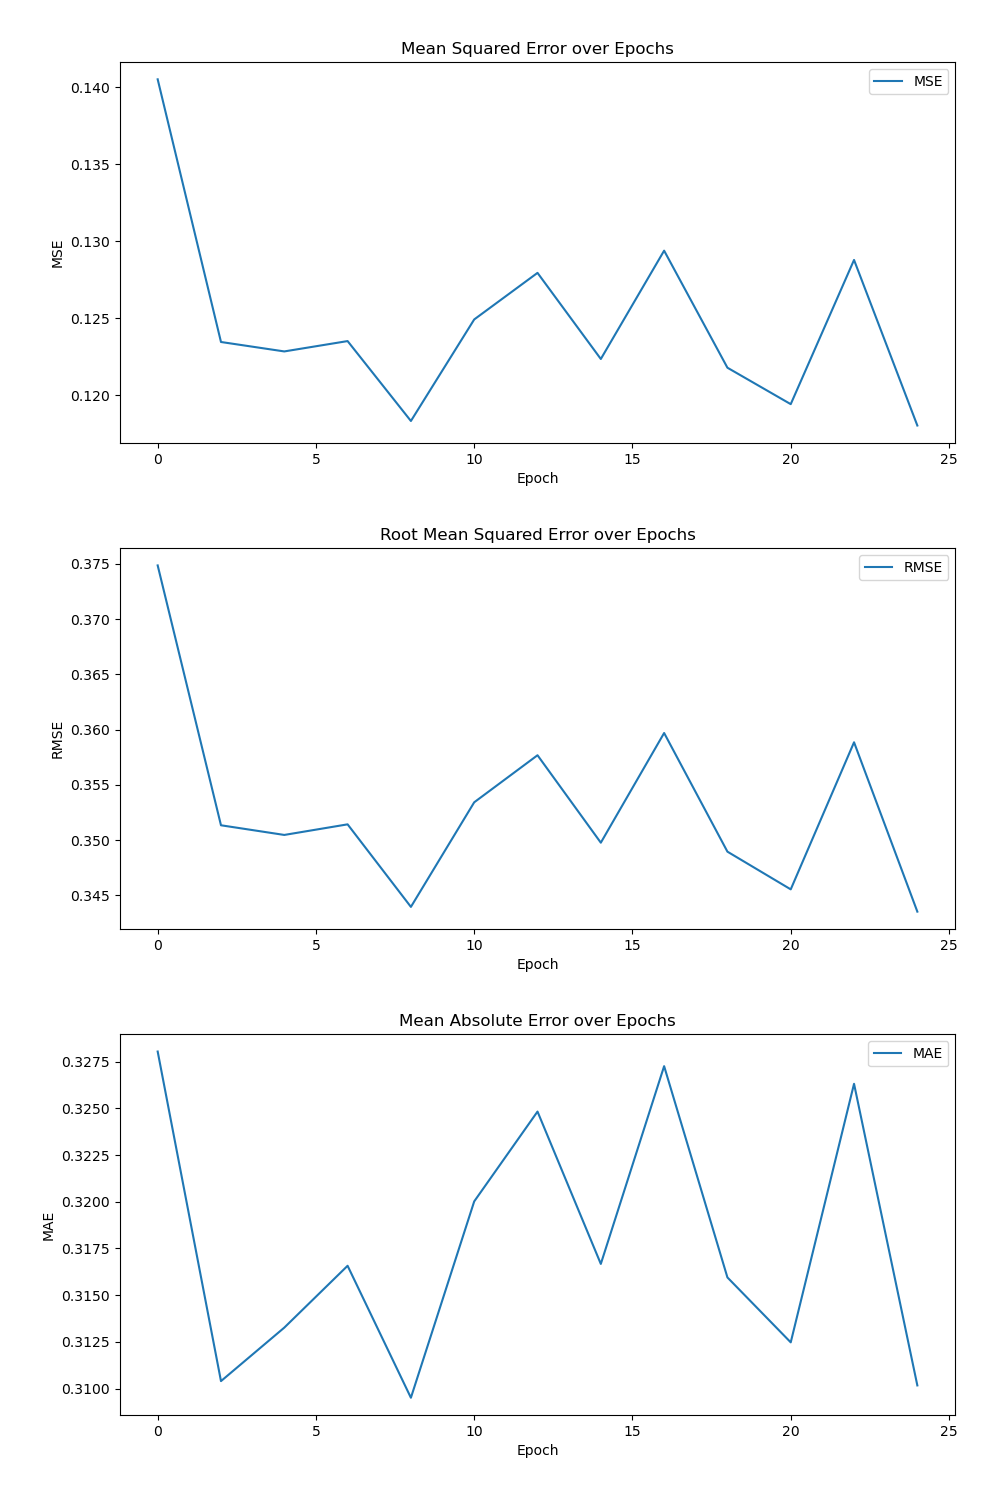 Mean Squared Error over Epochs
MSE
0.140
0.135
0.130
0.125
0.120
MSE
0 5 10 15 20 25
Epoch
Root Mean Squared Error over Epochs
RMSE
0.375
0.370
0.365
0.360
0.355
0.350
0.345
RMSE
0 5 10 15 20 25
Epoch
Mean Absolute Error over Epochs
MAE
0.3275
0.3250
0.3225
0.3200
0.3175
0.3150
0.3125
0.3100
MAE
0 5 10 15 20 25
Epoch